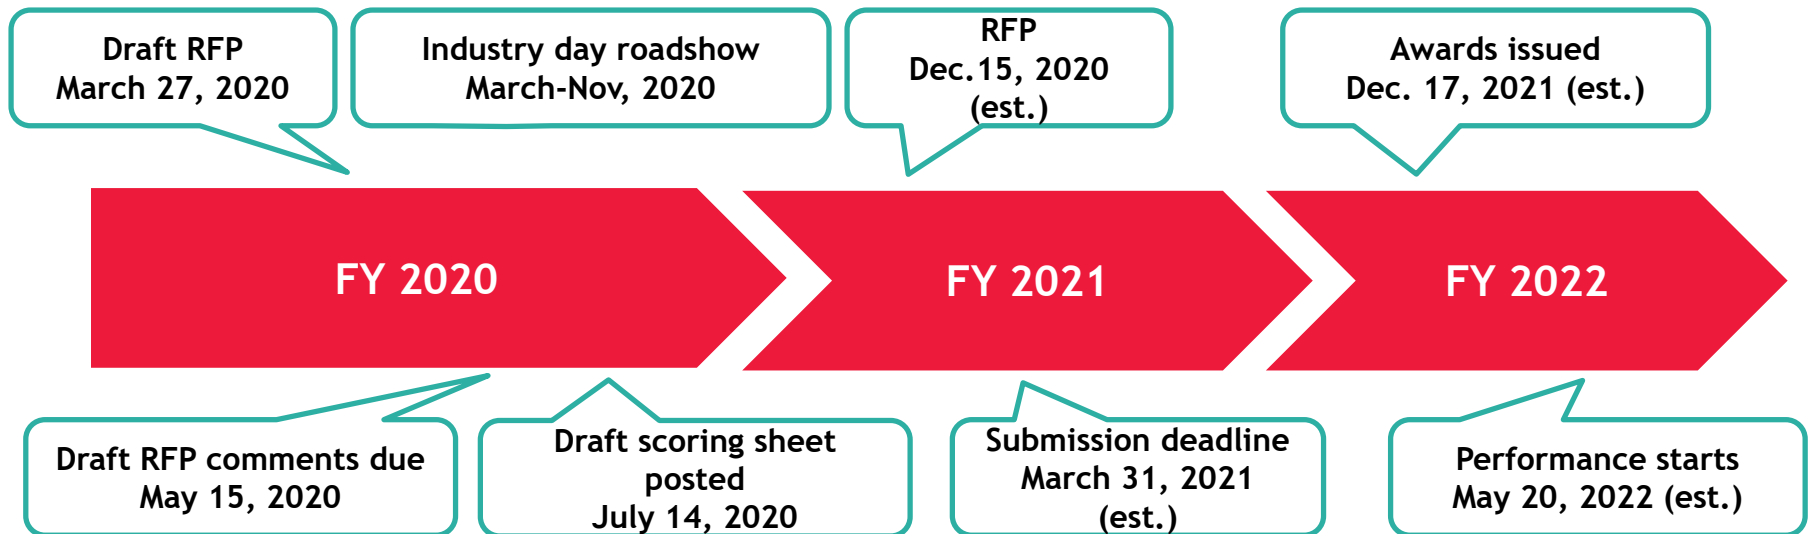 Draft RFP
March 27, 2020
Industry day roadshow
March-Nov, 2020
RFP
Dec.15, 2020
(est.)
Awards issued
Dec. 17, 2021 (est.)
FY 2020
FY 2021
FY 2022
Draft RFP comments due
May 15, 2020
Draft scoring sheet
posted
July 14, 2020
Submission deadline
March 31, 2021
(est.)
Performance starts
May 20, 2022 (est.)